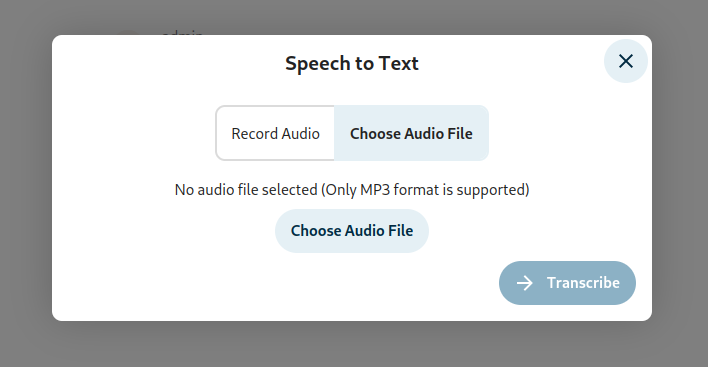 admin
Speech to Text
Record Audio Choose Audio File
No audio file selected (Only MP3 format is supported)
Choose Audio File
Transcribe